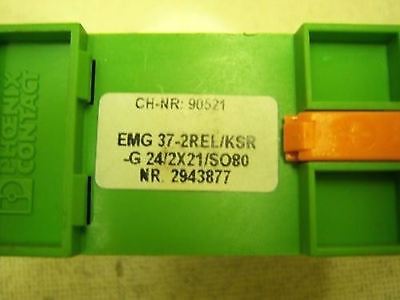 CH-NR: 90521
EMG 37-2REL/KSR
-G 24/2X21/SO80
NR. 2943877
PHOENIX
CONTACT